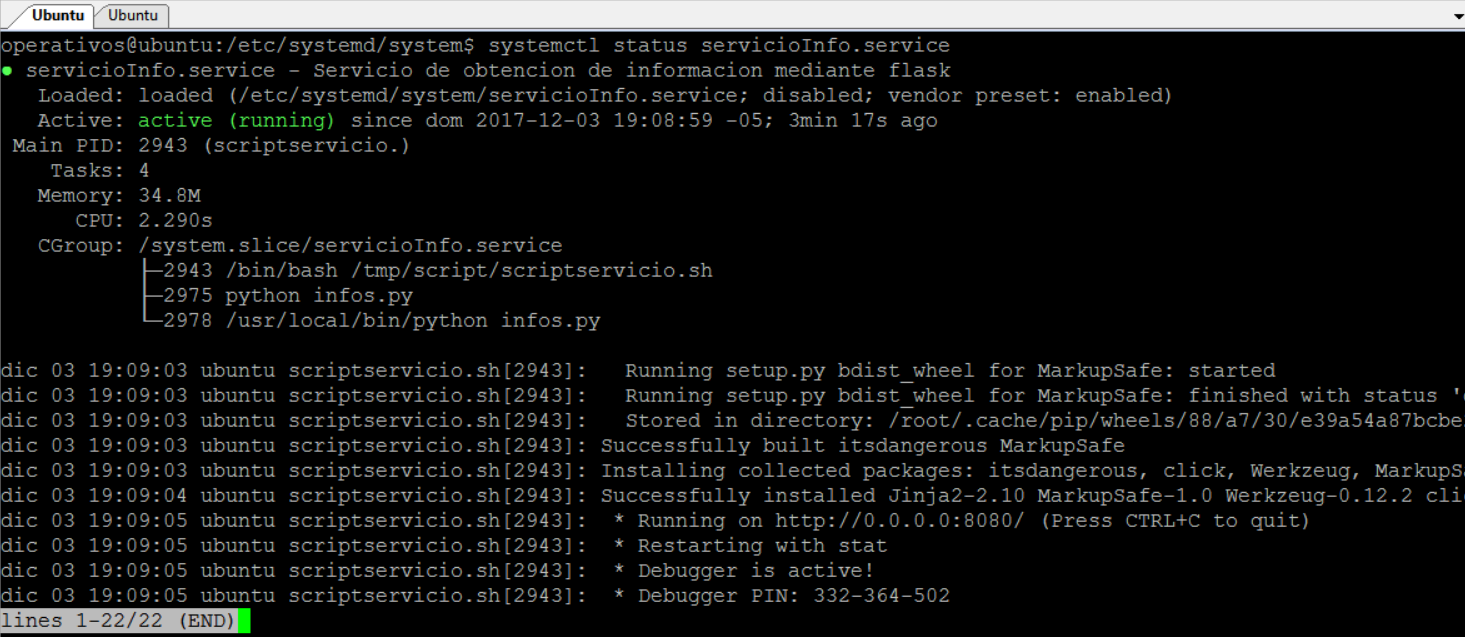 Ubuntu Ubuntu
operativos@ubuntu:/etc/systemd/system$ systemctl status servicioInfo.service
● servicioInfo.service - Servicio de obtencion de informacion mediante flask
   Loaded: loaded (/etc/systemd/system/servicioInfo.service; disabled; vendor preset: enabled)
   Active: active (running) since dom 2017-12-03 19:08:59 -05; 3min 17s ago
 Main PID: 2943 (scriptservicio.)
    Tasks: 4
   Memory: 34.8M
      CPU: 2.290s
   CGroup: /system.slice/servicioInfo.service
           ├─2943 /bin/bash /tmp/script/scriptservicio.sh
           ├─2975 python infos.py
           └─2978 /usr/local/bin/python infos.py

dic 03 19:09:03 ubuntu scriptservicio.sh[2943]:   Running setup.py bdist_wheel for MarkupSafe: started
dic 03 19:09:03 ubuntu scriptservicio.sh[2943]:   Running setup.py bdist_wheel for MarkupSafe: finished with status '
dic 03 19:09:03 ubuntu scriptservicio.sh[2943]:   Stored in directory: /root/.cache/pip/wheels/88/a7/30/e39a54a87bcbe
dic 03 19:09:03 ubuntu scriptservicio.sh[2943]: Successfully built itsdangerous MarkupSafe
dic 03 19:09:03 ubuntu scriptservicio.sh[2943]: Installing collected packages: itsdangerous, click, Werkzeug, MarkupS
dic 03 19:09:04 ubuntu scriptservicio.sh[2943]: Successfully installed Jinja2-2.10 MarkupSafe-1.0 Werkzeug-0.12.2 cli
dic 03 19:09:05 ubuntu scriptservicio.sh[2943]:  * Running on http://0.0.0.0:8080/ (Press CTRL+C to quit)
dic 03 19:09:05 ubuntu scriptservicio.sh[2943]:  * Restarting with stat
dic 03 19:09:05 ubuntu scriptservicio.sh[2943]:  * Debugger is active!
dic 03 19:09:05 ubuntu scriptservicio.sh[2943]:  * Debugger PIN: 332-364-502
lines 1-22/22 (END)